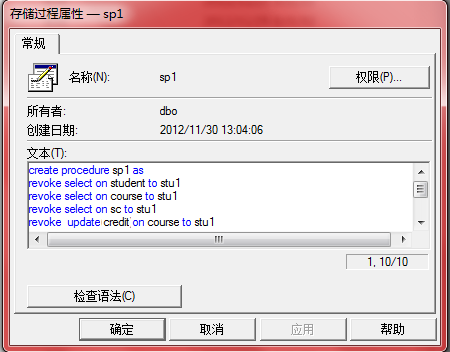 存储过程属性 — sp1
常规
名称(N): sp1 权限(P)...
所有者: dbo
创建日期: 2012/11/30 13:04:06
文本(T):
create procedure sp1 as
revoke select on student to stu1
revoke select on course to stu1
revoke select on sc to stu1
revoke  update credit on course to stu1
1, 10/10
检查语法(C)
确定 取消 应用 帮助